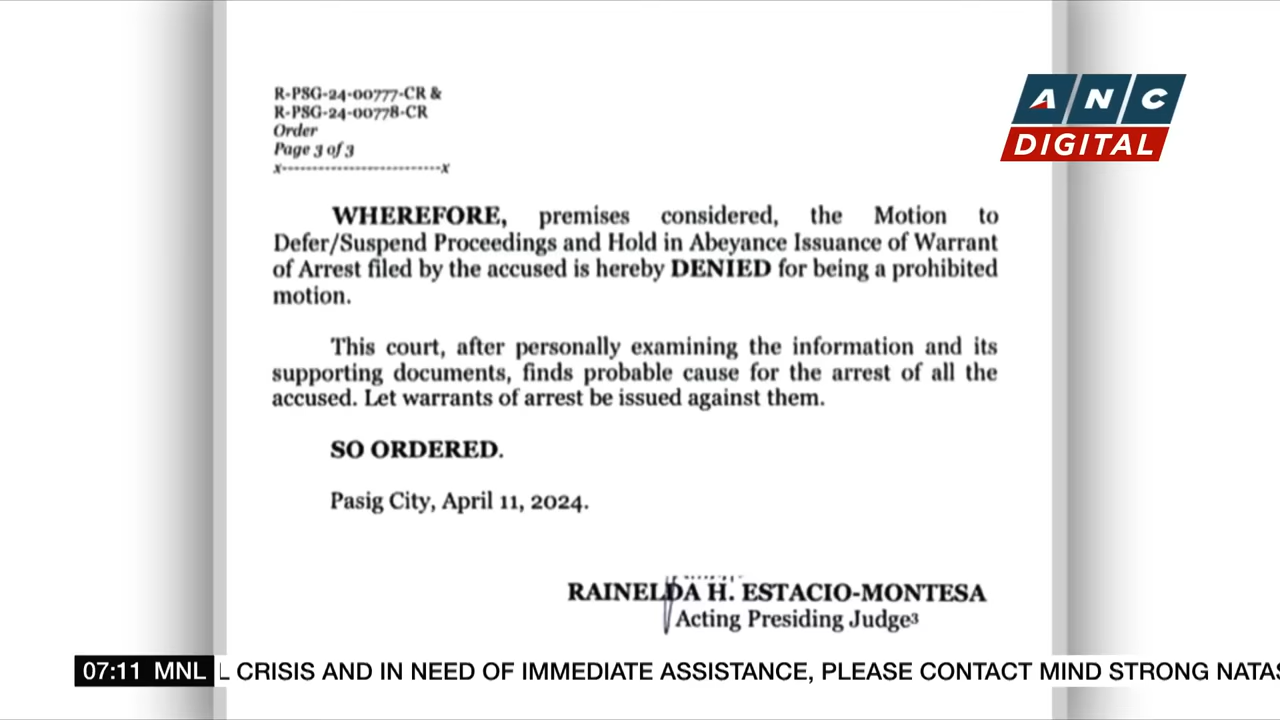 R-PSG-24-00777-CR &
R-PSG-24-00778-CR
Order
Page 3 of 3
x---------------------------x
ANC
DIGITAL
WHEREFORE, premises considered, the Motion to
Defer/Suspend Proceedings and Hold in Abeyance Issuance of Warrant
of Arrest filed by the accused is hereby DENIED for being a prohibited
motion.
This court, after personally examining the information and its
supporting documents, finds probable cause for the arrest of all the
accused. Let warrants of arrest be issued against them.
SO ORDERED.
Pasig City, April 11, 2024.
RAINELDA H. ESTACIO-MONTESA
Acting Presiding Judge³
07:11 MNL CRISIS AND IN NEED OF IMMEDIATE ASSISTANCE, PLEASE CONTACT MIND STRONG